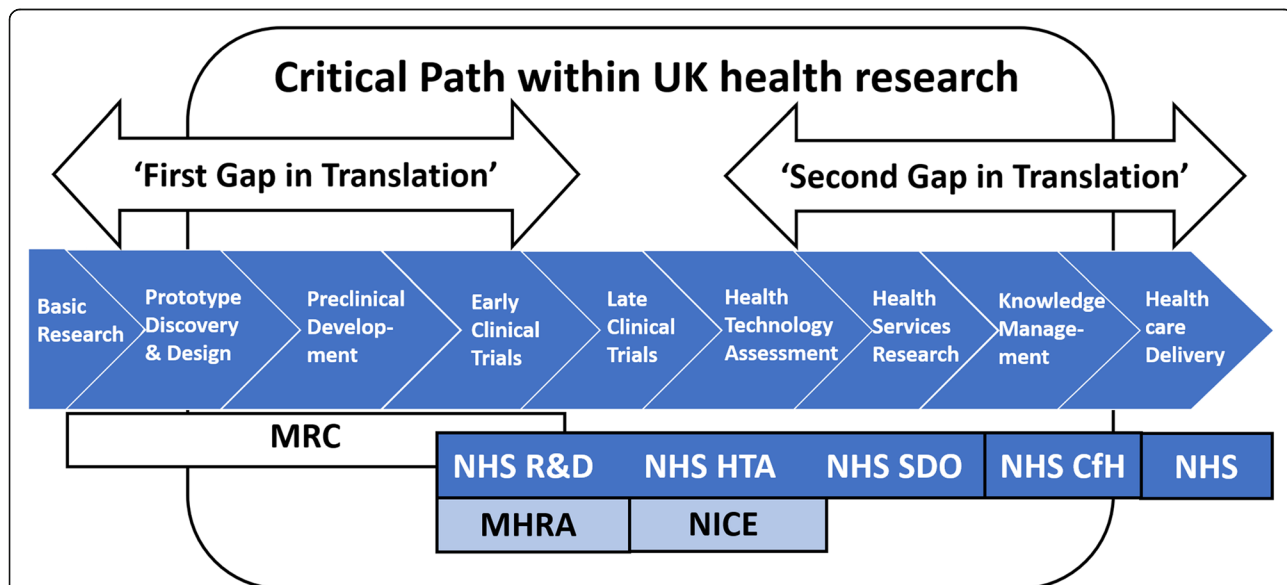 Critical Path within UK health research
'First Gap in Translation'
'Second Gap in Translation'
Basic
Research
Prototype
Discovery
& Design
Preclinical
Develop-
ment
Early
Clinical
Trials
Late
Clinical
Trials
Health
Technology
Assessment
Health
Services
Research
Knowledge
Manage-
ment
Health
care
Delivery
MRC
NHS R&D
NHS HTA
NHS SDO
NHS CfH
NHS
MHRA
NICE